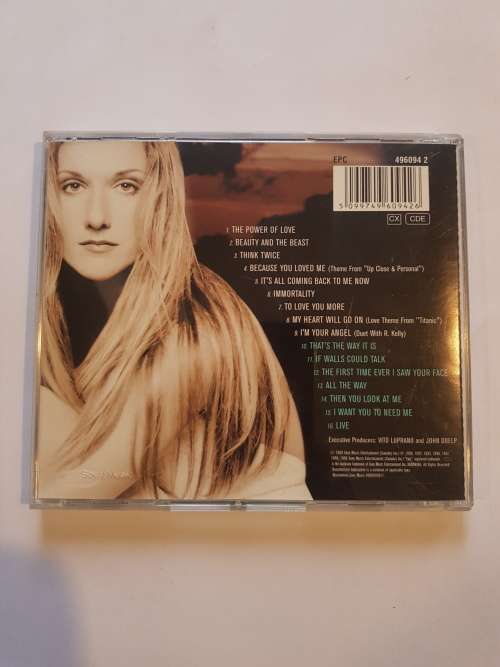 EPC 496094 2
5 099749 609426
CX CDE
1. THE POWER OF LOVE
2. BEAUTY AND THE BEAST
3. THINK TWICE
4. BECAUSE YOU LOVED ME (Theme From "Up Close & Personal")
5. IT'S ALL COMING BACK TO ME NOW
6. IMMORTALITY
7. TO LOVE YOU MORE
8. MY HEART WILL GO ON (Love Theme From "Titanic")
9. I'M YOUR ANGEL (Duet With R. Kelly)
10. THAT'S THE WAY IT IS
11. IF WALLS COULD TALK
12. THE FIRST TIME EVER I SAW YOUR FACE
13. ALL THE WAY
14. THEN YOU LOOK AT ME
15. I WANT YOU TO NEED ME
16. LIVE
Executive Producers: VITO LUPRANO and JOHN DOELP